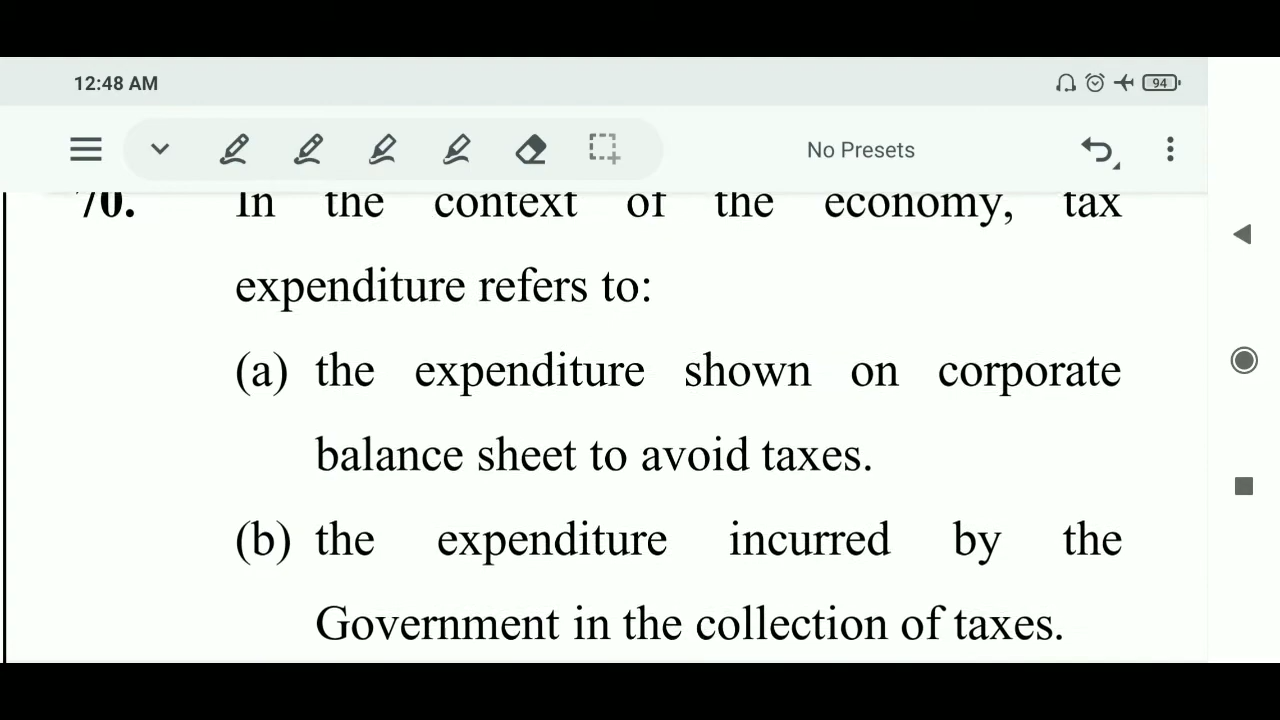 12:48 AM 94
No Presets
70. In the context of the economy, tax
expenditure refers to:
(a) the expenditure shown on corporate
balance sheet to avoid taxes.
(b) the expenditure incurred by the
Government in the collection of taxes.